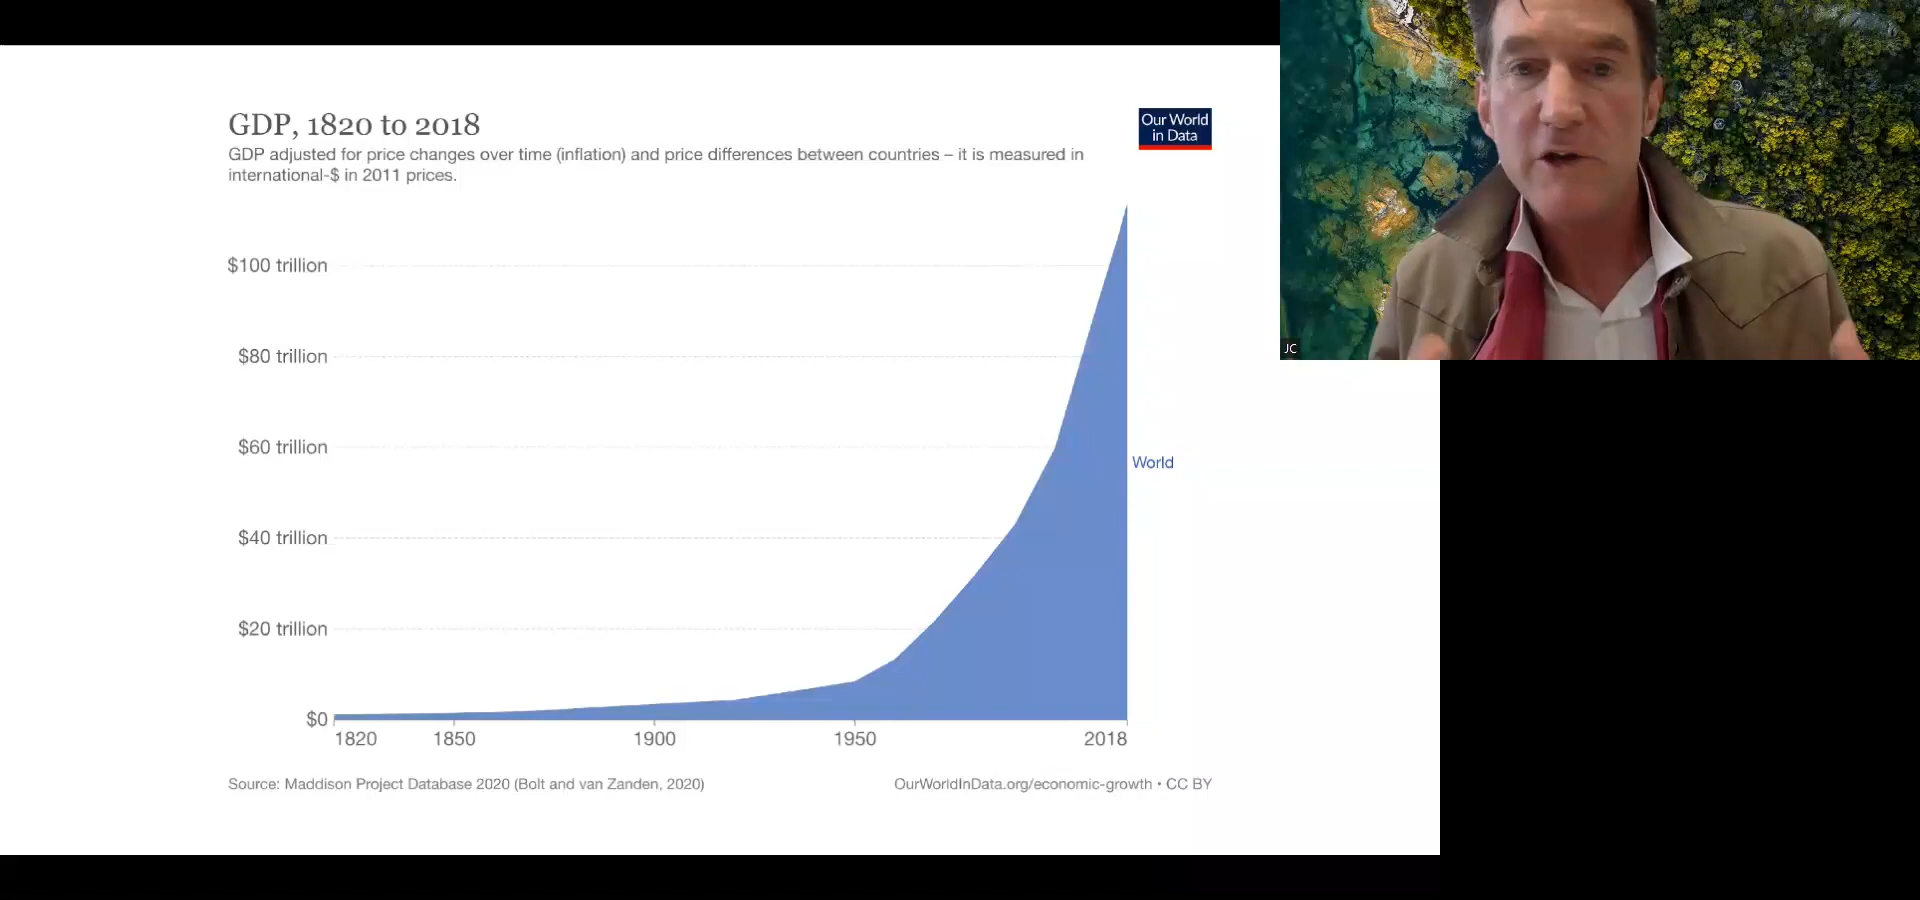 GDP, 1820 to 2018
GDP adjusted for price changes over time (inflation) and price differences between countries – it is measured in
international-$ in 2011 prices.
Our World
in Data
$100 trillion
$80 trillion
$60 trillion
World
$40 trillion
$20 trillion
$0
1820
1850
1900
1950
2018
Source: Maddison Project Database 2020 (Bolt and van Zanden, 2020)
OurWorldInData.org/economic-growth • CC BY
JC